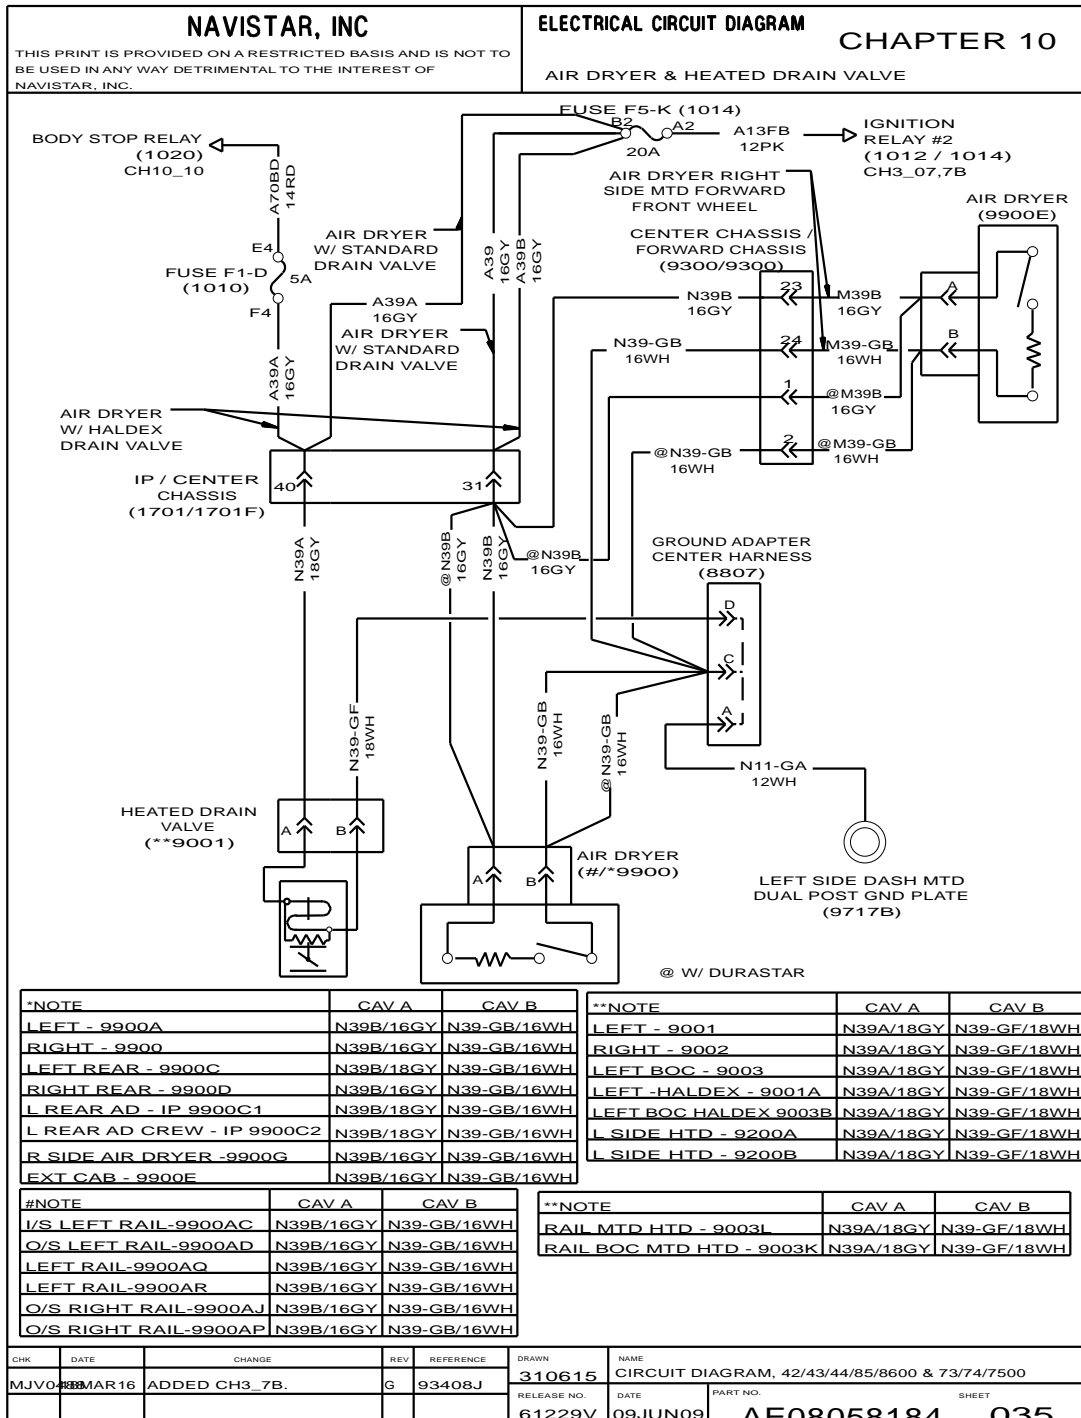 NAVISTAR, INC
THIS PRINT IS PROVIDED ON A RESTRICTED BASIS AND IS NOT TO
BE USED IN ANY WAY DETRIMENTAL TO THE INTEREST OF
NAVISTAR, INC.
ELECTRICAL CIRCUIT DIAGRAM
CHAPTER 10
AIR DRYER & HEATED DRAIN VALVE
FUSE F5-K (1014)
B2
A2
20A
A13FB
12PK
IGNITION
RELAY #2
(1012 / 1014)
CH3_07,7B
BODY STOP RELAY
(1020)
CH10_10
A70BD
14RD
AIR DRYER RIGHT
SIDE MTD FORWARD
FRONT WHEEL
AIR DRYER
(9900E)
E4
FUSE F1-D
(1010)
5A
F4
AIR DRYER
W/ STANDARD
DRAIN VALVE
A39
16GY
A39B
16GY
CENTER CHASSIS /
FORWARD CHASSIS
(9300/9300)
A39A
16GY
AIR DRYER
W/ STANDARD
DRAIN VALVE
N39B
16GY
23
M39B
16GY
A
N39-GB
16WH
24
M39-GB
16WH
B
1
@M39B
16GY
A39A
16GY
AIR DRYER
W/ HALDEX
DRAIN VALVE
@N39-GB
16WH
2
@M39-GB
16WH
IP / CENTER
CHASSIS
(1701/1701F)
40
31
N39A
18GY
@N39B
16GY
N39B
16GY
@N39B
16GY
GROUND ADAPTER
CENTER HARNESS
(8807)
D
C
A
N39-GF
18WH
N39-GB
16WH
@N39-GB
16WH
N11-GA
12WH
HEATED DRAIN
VALVE
(**9001)
A
B
A
B
AIR DRYER
(#/*9900)
LEFT SIDE DASH MTD
DUAL POST GND PLATE
(9717B)
@ W/ DURASTAR
*NOTE CAV A CAV B
LEFT - 9900A N39B/16GY N39-GB/16WH
RIGHT - 9900 N39B/16GY N39-GB/16WH
LEFT REAR - 9900C N39B/16GY N39-GB/16WH
RIGHT REAR - 9900D N39B/16GY N39-GB/16WH
L REAR AD - IP 9900C1 N39B/18GY N39-GB/16WH
L REAR AD CREW - IP 9900C2 N39B/18GY N39-GB/16WH
R SIDE AIR DRYER -9900G N39B/16GY N39-GB/16WH
EXT CAB - 9900E N39B/16GY N39-GB/16WH
**NOTE CAV A CAV B
LEFT - 9001 N39A/18GY N39-GF/18WH
RIGHT - 9002 N39A/18GY N39-GF/18WH
LEFT BOC - 9003 N39A/18GY N39-GF/18WH
LEFT -HALDEX - 9001A N39A/18GY N39-GF/18WH
LEFT BOC HALDEX 9003B N39A/18GY N39-GF/18WH
L SIDE HTD - 9200A N39A/18GY N39-GF/18WH
L SIDE HTD - 9200B N39A/18GY N39-GF/18WH
#NOTE CAV A CAV B
I/S LEFT RAIL-9900AC N39B/16GY N39-GB/16WH
O/S LEFT RAIL-9900AD N39B/16GY N39-GB/16WH
LEFT RAIL-9900AQ N39B/16GY N39-GB/16WH
LEFT RAIL-9900AR N39B/16GY N39-GB/16WH
O/S RIGHT RAIL-9900AJ N39B/16GY N39-GB/16WH
O/S RIGHT RAIL-9900AP N39B/16GY N39-GB/16WH
**NOTE CAV A CAV B
RAIL MTD HTD - 9003L N39A/18GY N39-GF/18WH
RAIL BOC MTD HTD - 9003K N39A/18GY N39-GF/18WH
CHK DATE CHANGE REV REFERENCE
ADDED CH3_7B. G 93408J
DRAWN
310615
NAME
CIRCUIT DIAGRAM, 42/43/44/85/8600 & 73/74/7500
RELEASE NO.
61229V
DATE
09JUN09
PART NO.
AE08058184
SHEET
035